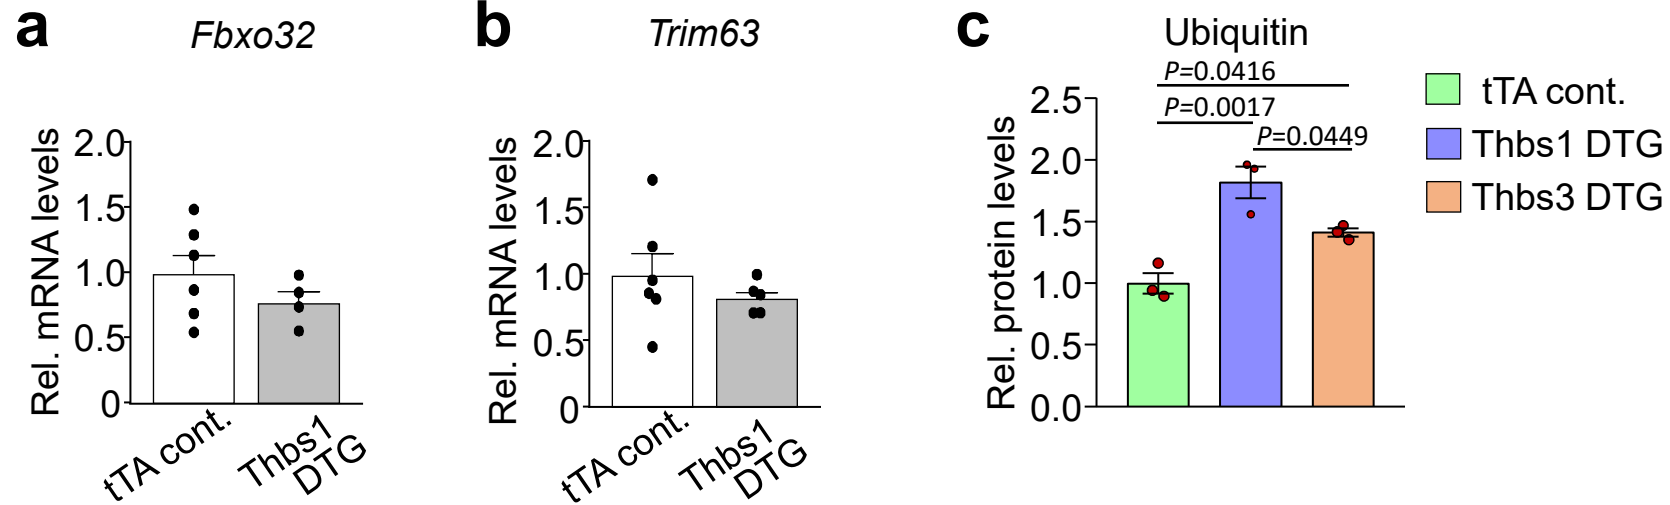 a
Fbxo32
Rel. mRNA levels
2.0
1.5
1.0
0.5
0
tTA cont.
Thbs1
DTG
b
Trim63
Rel. mRNA levels
2.0
1.5
1.0
0.5
0
tTA cont.
Thbs1
DTG
c
Ubiquitin
P=0.0416
P=0.0017
P=0.0449
Rel. protein levels
2.5
2.0
1.5
1.0
0.5
0.0
tTA cont.
Thbs1 DTG
Thbs3 DTG